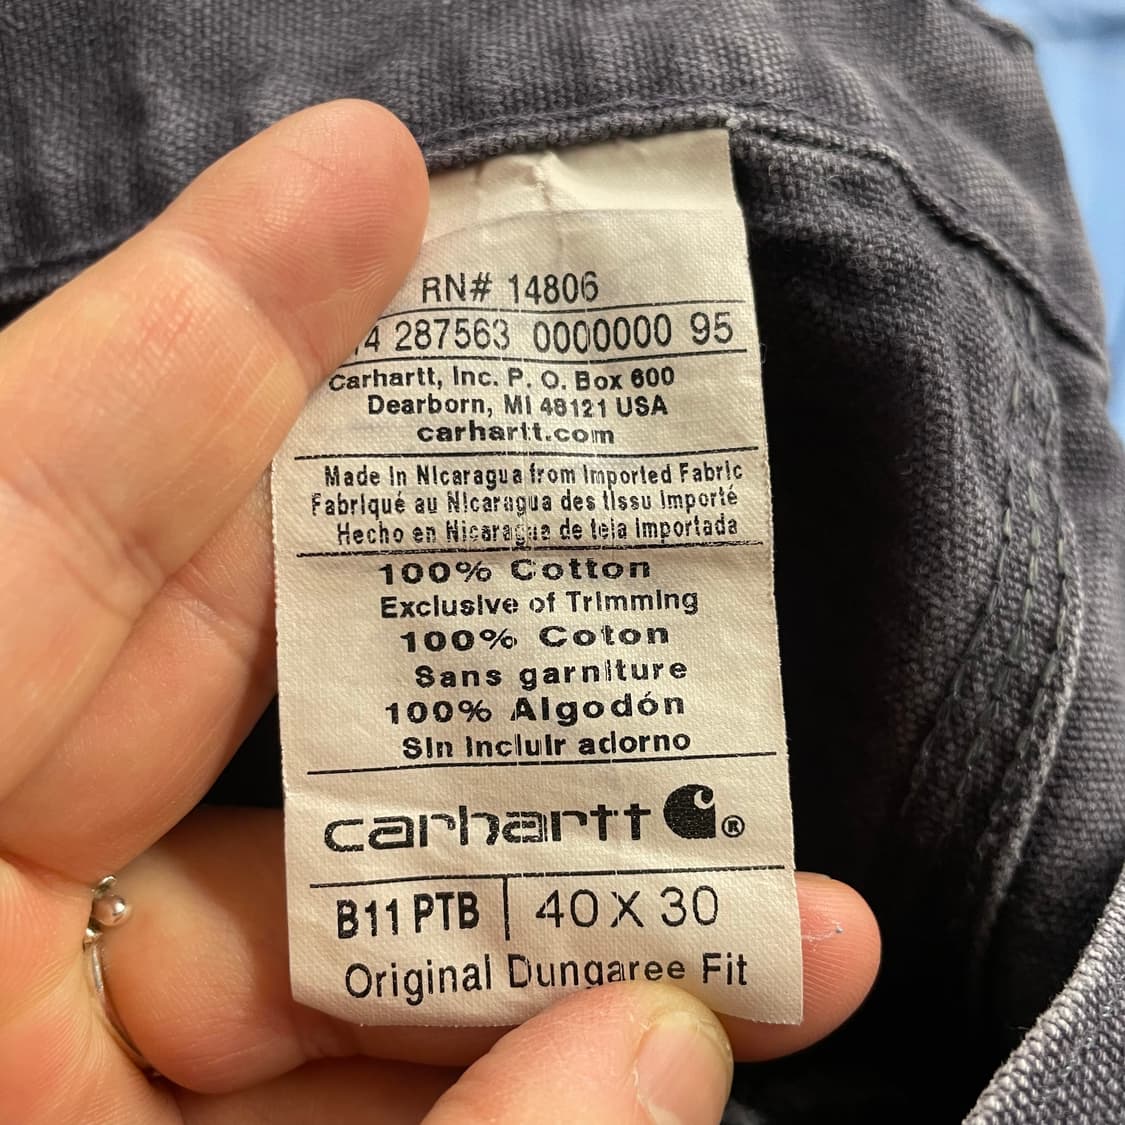 RN# 14806
4 287563 0000000 95
Carhartt, Inc. P. O. Box 600
Dearborn, MI 48121 USA
carhartt.com
Made In Nicaragua from Imported Fabric
Fabriqué au Nicaragua des tissu Importé
Hecho en Nicaragua de tela Importada
100% Cotton
Exclusive of Trimming
100% Coton
Sans garniture
100% Algodón
Sin Incluir adorno
carhartt ®
B11 PTB 40 X 30
Original Dungaree Fit